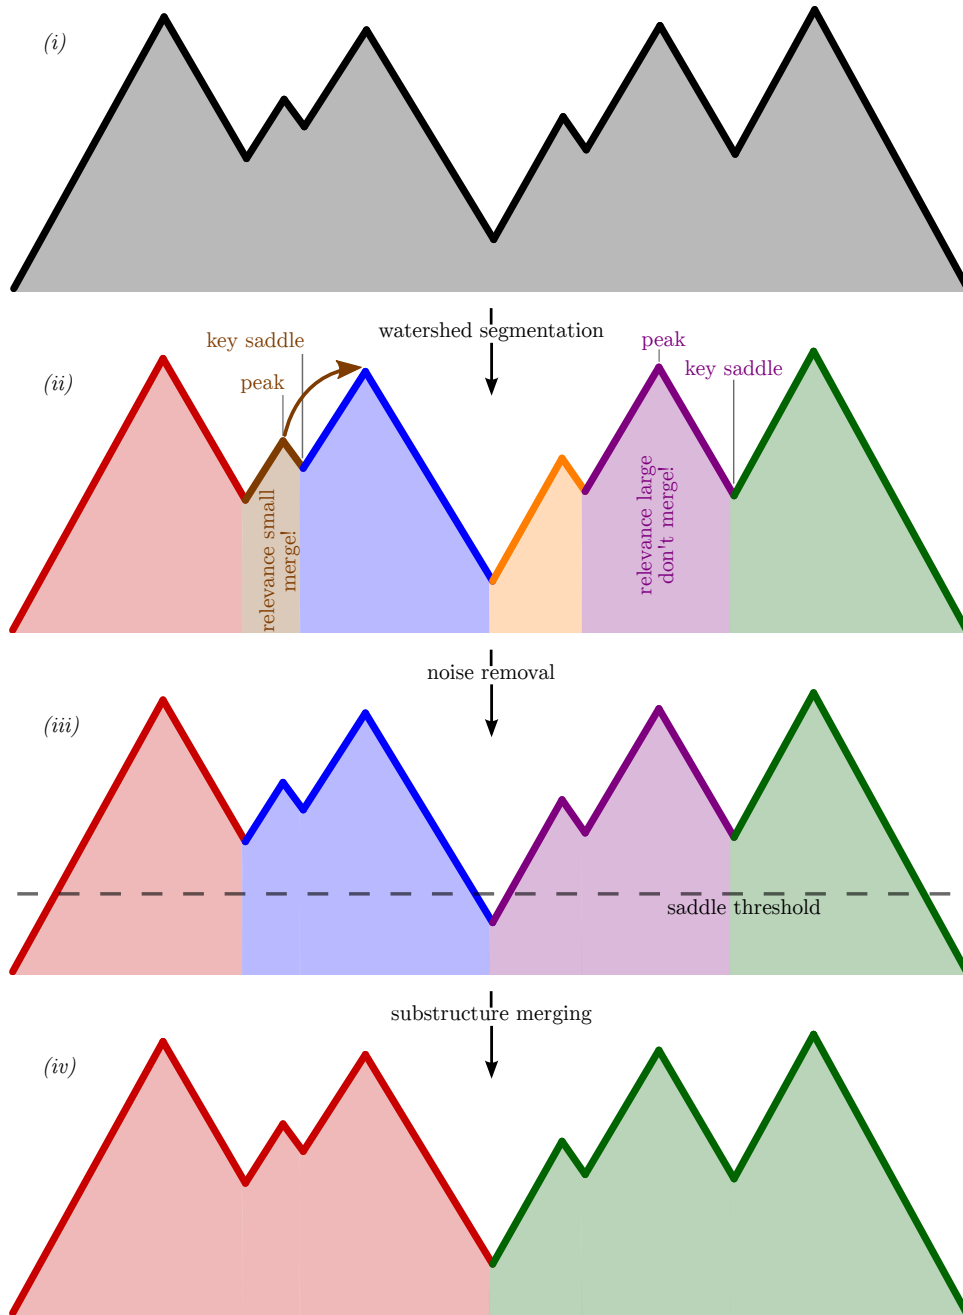 (i)
watershed segmentation
key saddle
peak
peak
key saddle
(ii)
relevance small
merge!
relevance large
don't merge!
noise removal
(iii)
saddle threshold
substructure merging
(iv)